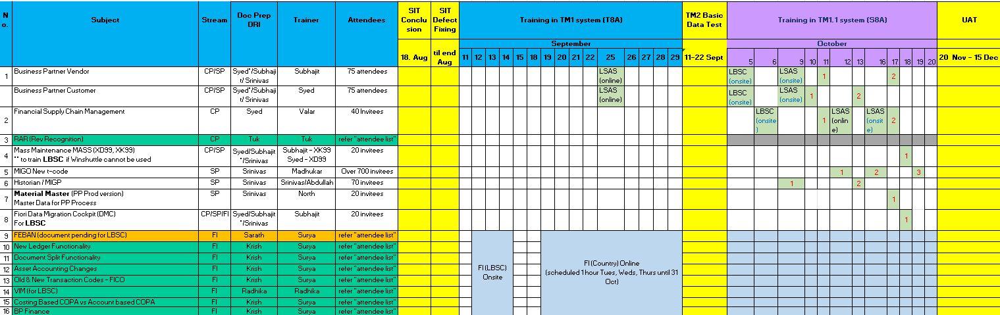 N o. Subject Stream Doc Prep DRI Trainer Attendees SIT Conclu sion SIT Defect Fixing Training in TM1 system (T8A) TM2 Basic Data Test Training in TM1.1 system (S8A) UAT
September October
18. Aug til end Aug 11 12 13 14 15 18 19 20 21 22 25 26 27 28 29 11-22 Sept 5 6 9 10 11 12 13 16 17 18 19 20 20 Nov - 15 Dec
1 Business Partner Vendor CP/SP Syed*/Subhaji t/ Srinivas Subhajit 75 attendees LSAS (online) LBSC (onsite) LSAS (onsite) 1 2
Business Partner Customer CP/SP Syed*/Subhaji t/ Srinivas Syed 75 attendees LSAS (online) LBSC (onsite) LSAS (onsite) 1 2
2 Financial Supply Chain Management CP Syed Valar 40 Invitees LBSC (onsite ) 1 LSAS (onlin e) LSAS (onsit e) 2
3 RAR (Rev Recognition) CP Tuk Tuk refer "attendee list"
4 Mass Maintenance MASS (XD99, XK99) CP/SP Syed/Subhajit */Srinivas Subhajit - XK99 20 invitees 1
** to train LBSC if Winshuttle cannot be used Syed - XD99
5 MIGO New t-code SP Srinivas Madhukar Over 700 invitees 1 2 3
6 Historian / MIGP SP Srinivas Srinivas/Abdullah 70 invitees 1 2
7 Material Master (PP Prod version) SP Srinivas North 20 invitees 1
Master Data for PP Process
8 Fiori Data Migration Cockpit (DMC) CP/SP/FI Syed/Subhajit */Srinivas Subhajit 20 invitees 1
For LBSC
9 FEBAN (document pending for LBSC) FI Sarath Surya refer "attendee list"
10 New Ledger Functionality FI Krish Surya refer "attendee list"
11 Document Split Functionality FI Krish Surya refer "attendee list"
12 Asset Accounting Changes FI Krish Surya refer "attendee list"
13 Old & New Transaction Codes - FICO FI Krish Surya refer "attendee list"
14 VIM (for LBSC) FI Radhika Radhika refer "attendee list"
15 Costing Based COPA vs Account based COPA FI Krish Surya refer "attendee list"
16 BP Finance FI Krish Surya refer "attendee list"
FI (LBSC)
Onsite
FI (Country) Online
(scheduled 1 hour Tues, Weds, Thurs until 31
Oct)